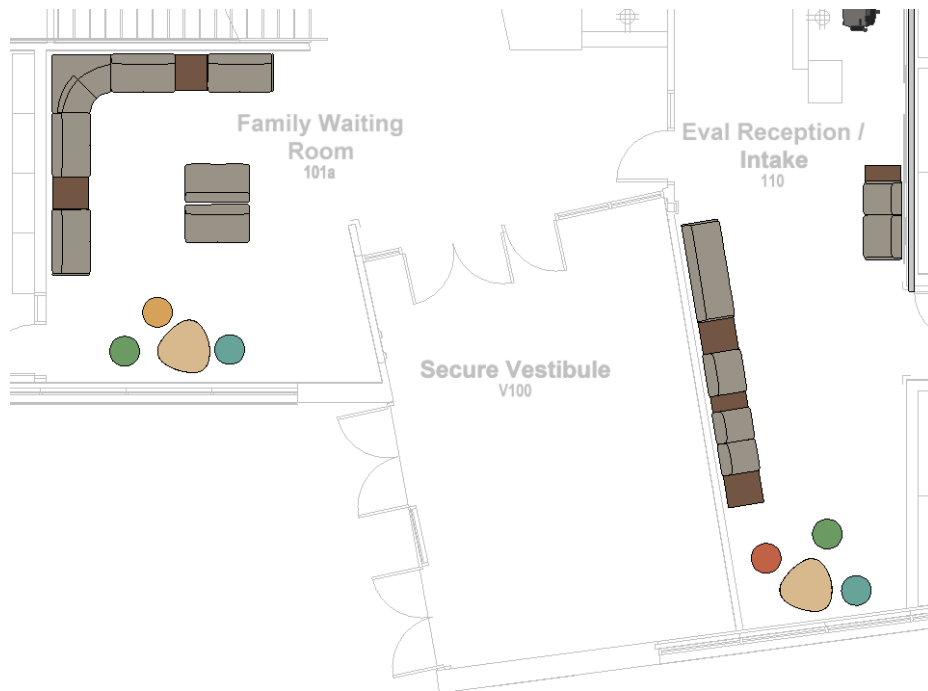 Family Waiting
Room
101a
Eval Reception /
Intake
110
Secure Vestibule
V100